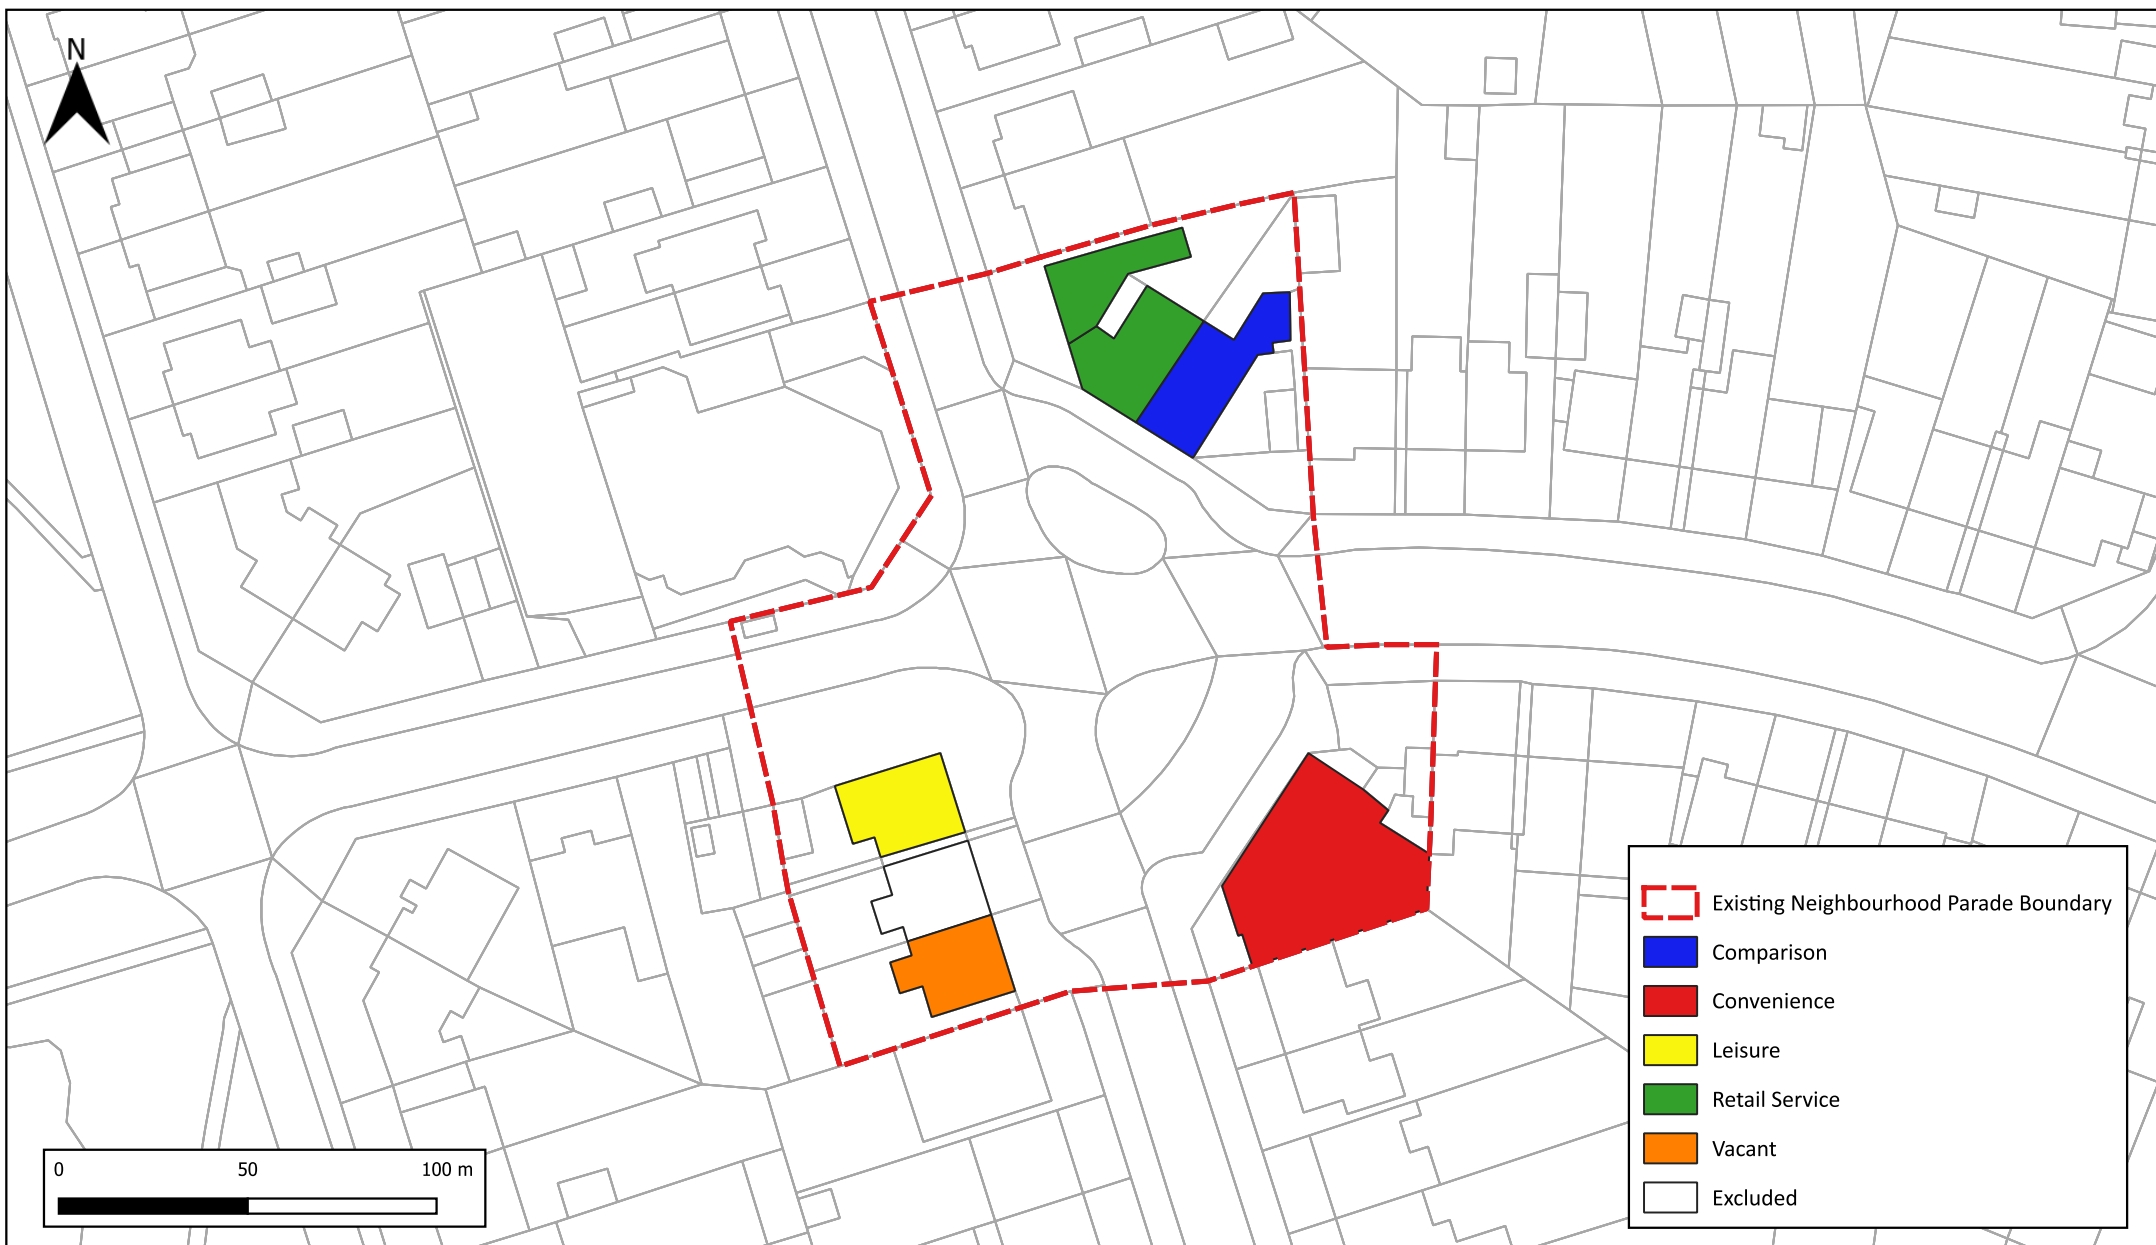 N
Existing Neighbourhood Parade Boundary
Comparison
Convenience
Leisure
Retail Service
Vacant
Excluded
0 50 100 m